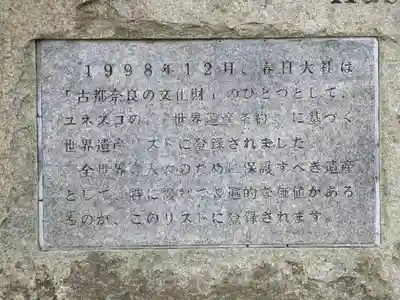 1998年12月、春日大社は
「古都奈良の文化財」のひとつとして、
ユネスコの「世界遺産条約」に基づく
世界遺産リストに登録されました
全世界の人々のために保護すべき遺産
として、特に優れて普遍的な価値がある
ものが、このリストに登録されます。